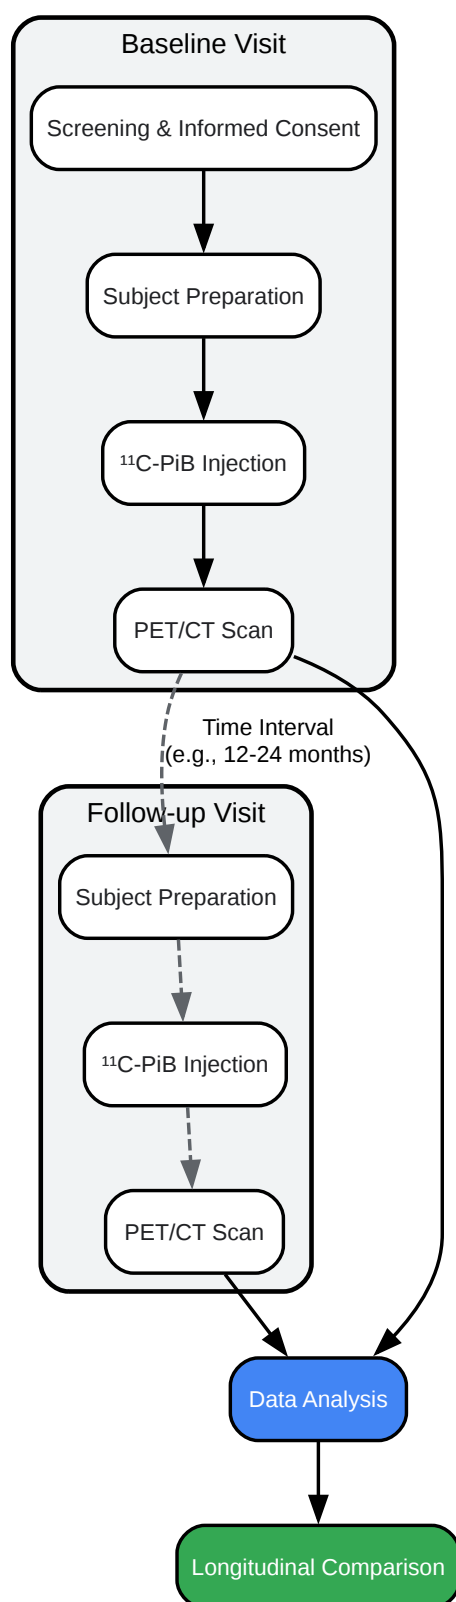 Baseline Visit
Screening & Informed Consent
Subject Preparation
¹¹C-PiB Injection
PET/CT Scan
Time Interval
(e.g., 12-24 months)
Follow-up Visit
Subject Preparation
¹¹C-PiB Injection
PET/CT Scan
Data Analysis
Longitudinal Comparison